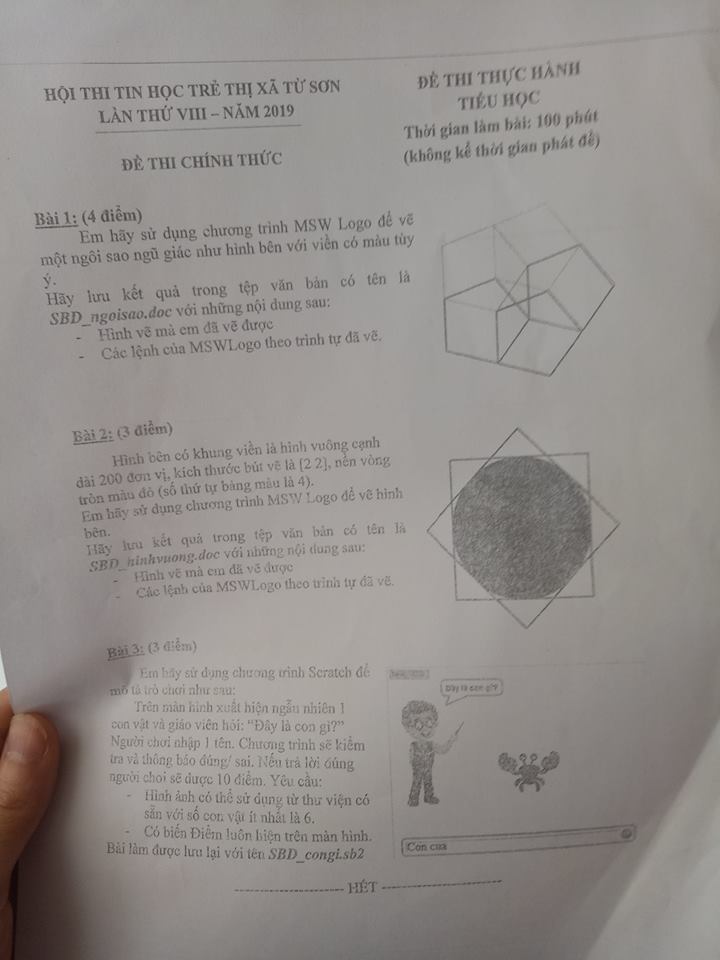 HỘI THI TIN HỌC TRẺ THỊ XÃ TỪ SƠN
LẦN THỨ VIII – NĂM 2019
ĐỀ THI CHÍNH THỨC
ĐỀ THI THỰC HÀNH
TIỂU HỌC
Thời gian làm bài: 100 phút
(không kể thời gian phát đề)
Bài 1: (4 điểm)
Em hãy sử dụng chương trình MSW Logo để vẽ
một ngôi sao ngũ giác như hình bên với viền có màu tùy
ý.
Hãy lưu kết quả trong tệp văn bản có tên là
SBD_ngoisao.doc với những nội dung sau:
- Hình vẽ mà em đã vẽ được
- Các lệnh của MSWLogo theo trình tự đã vẽ.
Bài 2: (3 điểm)
Hình bên có khung viền là hình vuông cạnh
dài 200 đơn vị, kích thước bút vẽ là [2 2], nền vòng
tròn màu đỏ (số thứ tự bảng màu là 4).
Em hãy sử dụng chương trình MSW Logo để vẽ hình
bên.
Hãy lưu kết quả trong tệp văn bản có tên là
SBD_hinhvuong.doc với những nội dung sau:
- Hình vẽ mà em đã vẽ được
- Các lệnh của MSWLogo theo trình tự đã vẽ.
Bài 3: (3 điểm)
Em hãy sử dụng chương trình Scratch để
mô tả trò chơi như sau:
Trên màn hình xuất hiện ngẫu nhiên 1
con vật và giáo viên hỏi: “Đây là con gì?”
Người chơi nhập 1 tên. Chương trình sẽ kiểm
tra và thông báo đúng/ sai. Nếu trả lời đúng
người chơi sẽ được 10 điểm. Yêu cầu:
- Hình ảnh có thể sử dụng từ thư viện có
sẵn với số con vật ít nhất là 6.
- Có biến Điểm luôn hiện trên màn hình.
Bài làm được lưu lại với tên SBD_congi.sb2
Đây là con gì?
Con cua
HẾT